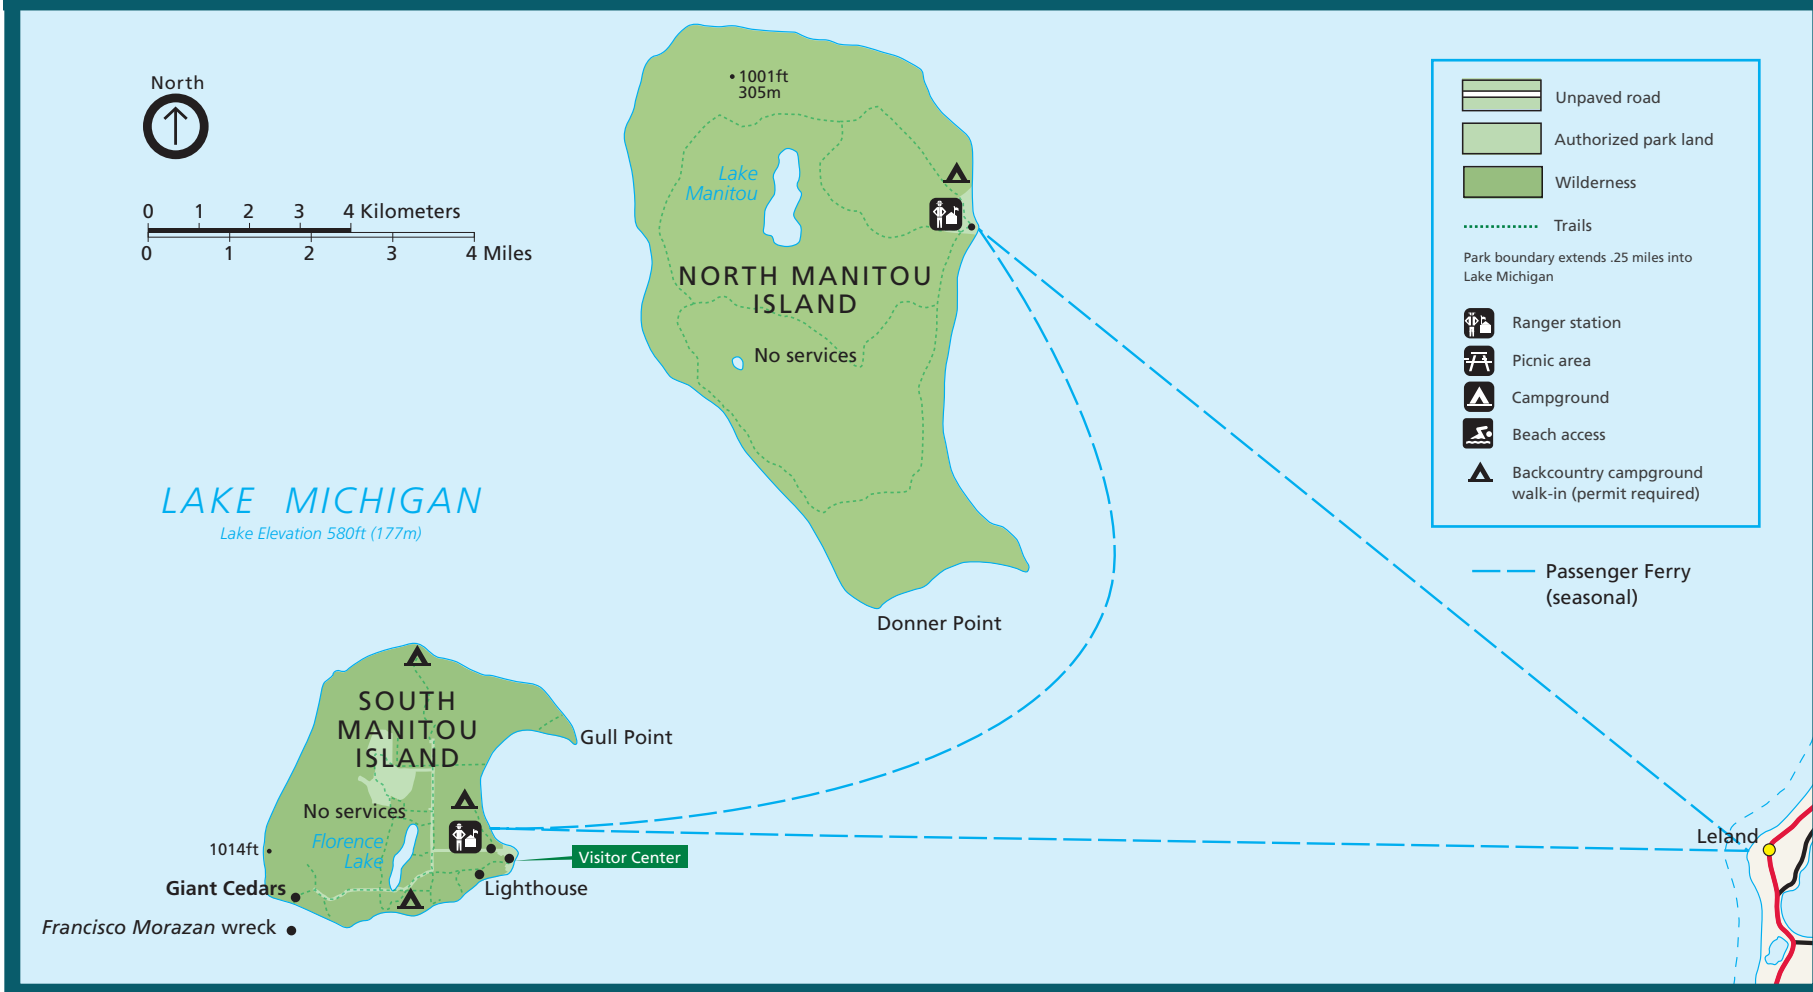 North
0 1 2 3 4 Kilometers
0 1 2 3 4 Miles
1001ft
305m
Lake
Manitou
NORTH MANITOU
ISLAND
No services
Donner Point
LAKE MICHIGAN
Lake Elevation 580ft (177m)
Unpaved road
Authorized park land
Wilderness
Trails
Park boundary extends .25 miles into
Lake Michigan
Ranger station
Picnic area
Campground
Beach access
Backcountry campground
walk-in (permit required)
Passenger Ferry
(seasonal)
SOUTH
MANITOU
ISLAND
Gull Point
No services
Florence
Lake
1014ft
Visitor Center
Giant Cedars
Lighthouse
Francisco Morazan wreck
Leland